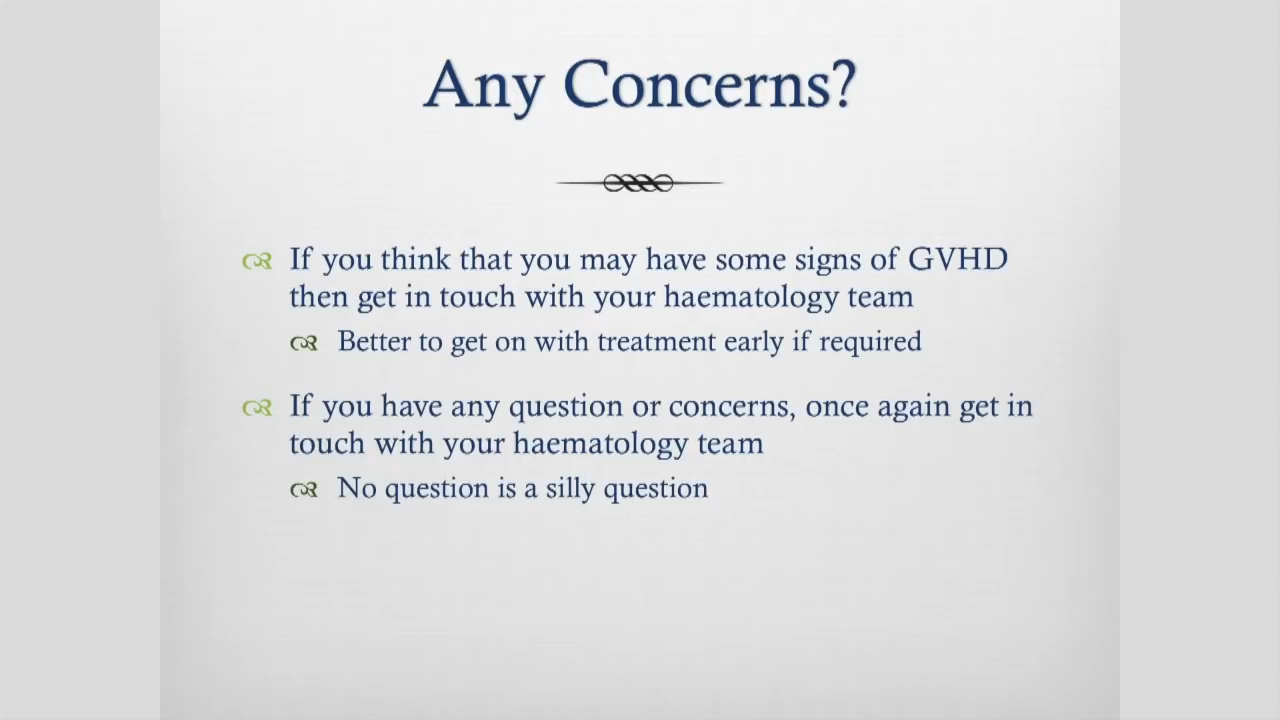 Any Concerns?
If you think that you may have some signs of GVHD
then get in touch with your haematology team
Better to get on with treatment early if required
If you have any question or concerns, once again get in
touch with your haematology team
No question is a silly question